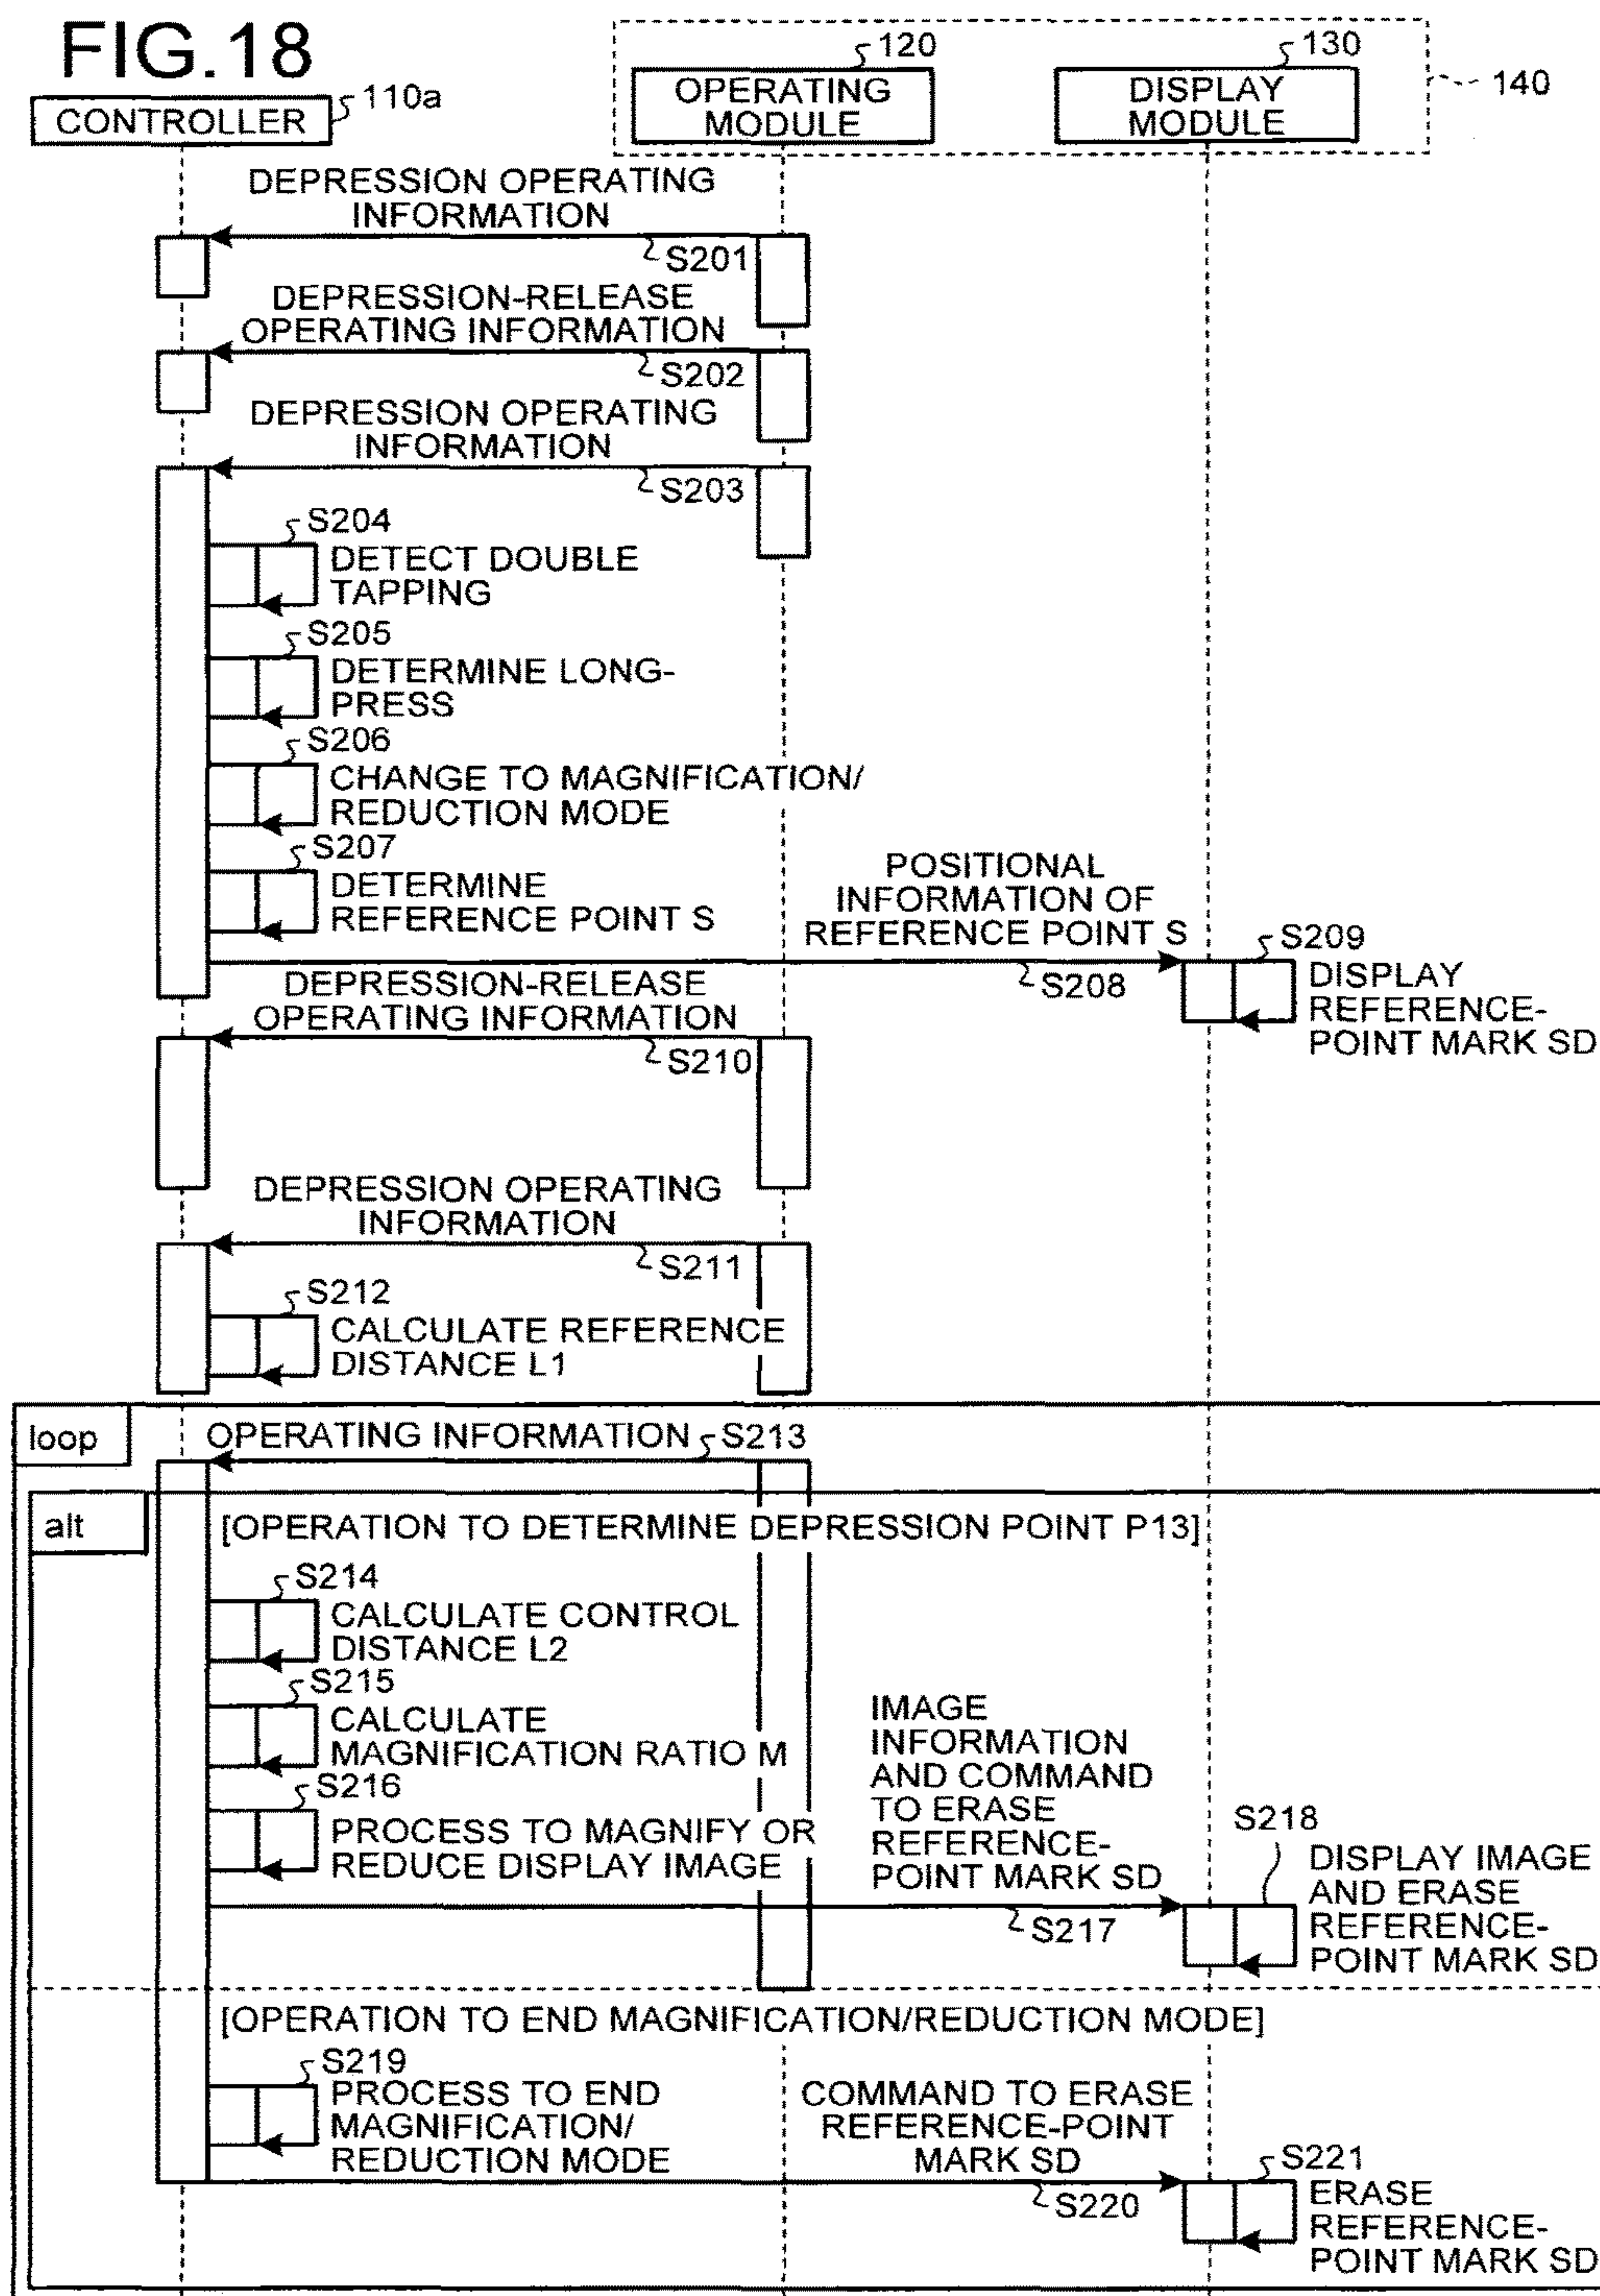 FIG.18
120
130
140
110a
CONTROLLER
OPERATING
MODULE
DISPLAY
MODULE
DEPRESSION OPERATING
INFORMATION
S201
DEPRESSION-RELEASE
OPERATING INFORMATION
S202
DEPRESSION OPERATING
INFORMATION
S203
S204
DETECT DOUBLE
TAPPING
S205
DETERMINE LONG-
PRESS
S206
CHANGE TO MAGNIFICATION/
REDUCTION MODE
S207
DETERMINE
REFERENCE POINT S
POSITIONAL
INFORMATION OF
REFERENCE POINT S
S208
S209
DISPLAY
REFERENCE-
POINT MARK SD
DEPRESSION-RELEASE
OPERATING INFORMATION
S210
DEPRESSION OPERATING
INFORMATION
S211
S212
CALCULATE REFERENCE
DISTANCE L1
loop
OPERATING INFORMATION
S213
alt
[OPERATION TO DETERMINE DEPRESSION POINT P13]
S214
CALCULATE CONTROL
DISTANCE L2
S215
CALCULATE
MAGNIFICATION RATIO M
S216
PROCESS TO MAGNIFY OR
REDUCE DISPLAY IMAGE
IMAGE
INFORMATION
AND COMMAND
TO ERASE
REFERENCE-
POINT MARK SD
S217
S218
DISPLAY IMAGE
AND ERASE
REFERENCE-
POINT MARK SD
[OPERATION TO END MAGNIFICATION/REDUCTION MODE]
S219
PROCESS TO END
MAGNIFICATION/
REDUCTION MODE
COMMAND TO ERASE
REFERENCE-POINT
MARK SD
S220
S221
ERASE
REFERENCE-
POINT MARK SD